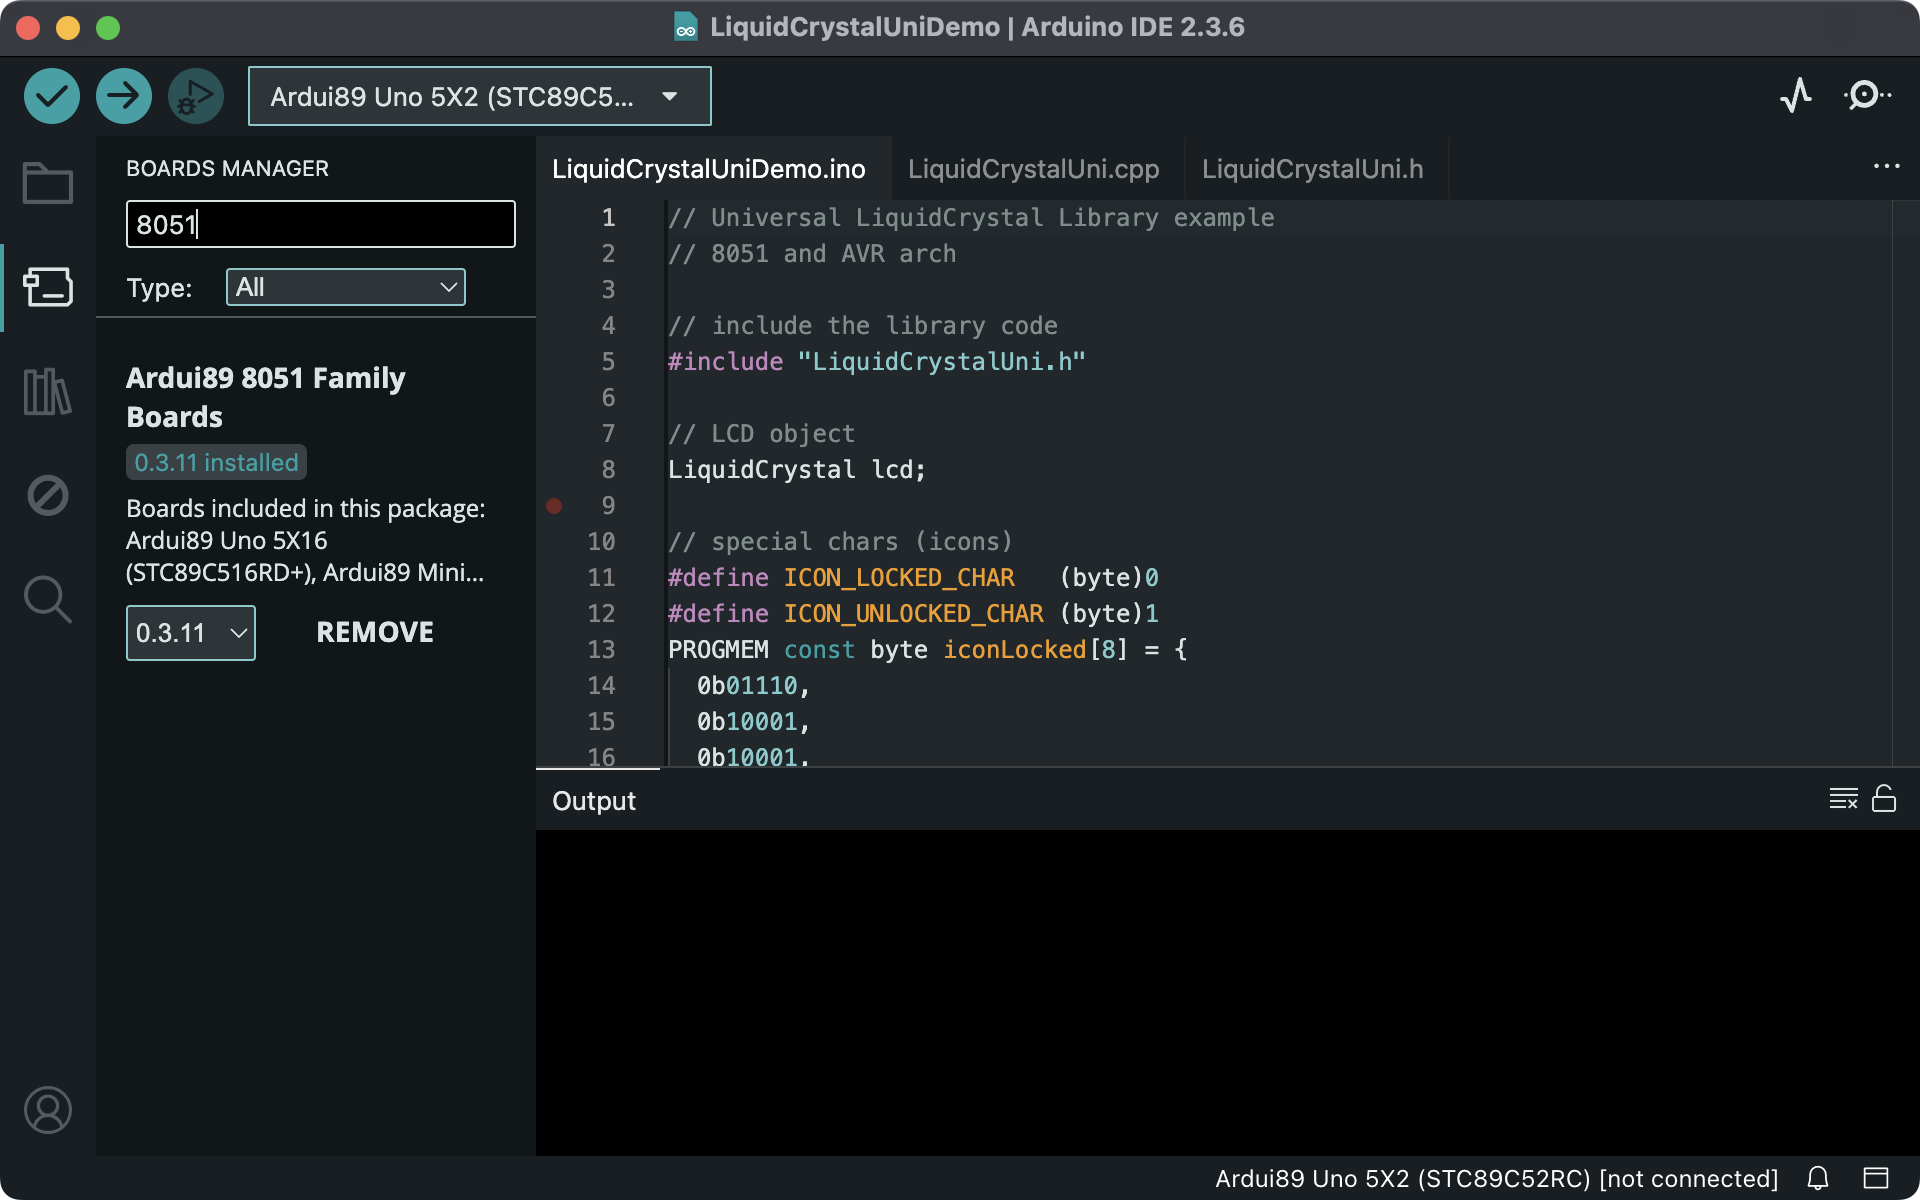 LiquidCrystalUniDemo | Arduino IDE 2.3.6
Ardui89 Uno 5X2 (STC89C5...
BOARDS MANAGER
8051
Type: All
Ardui89 8051 Family
Boards
0.3.11 installed
Boards included in this package:
Ardui89 Uno 5X16
(STC89C516RD+), Ardui89 Mini...
0.3.11 REMOVE
LiquidCrystalUniDemo.ino LiquidCrystalUni.cpp LiquidCrystalUni.h
1 // Universal LiquidCrystal Library example
2 // 8051 and AVR arch
3
4 // include the library code
5 #include "LiquidCrystalUni.h"
6
7 // LCD object
8 LiquidCrystal lcd;
9
10 // special chars (icons)
11 #define ICON_LOCKED_CHAR   (byte)0
12 #define ICON_UNLOCKED_CHAR (byte)1
13 PROGMEM const byte iconLocked[8] = {
14   0b01110,
15   0b10001,
16   0b10001,
Output
Ardui89 Uno 5X2 (STC89C52RC) [not connected]